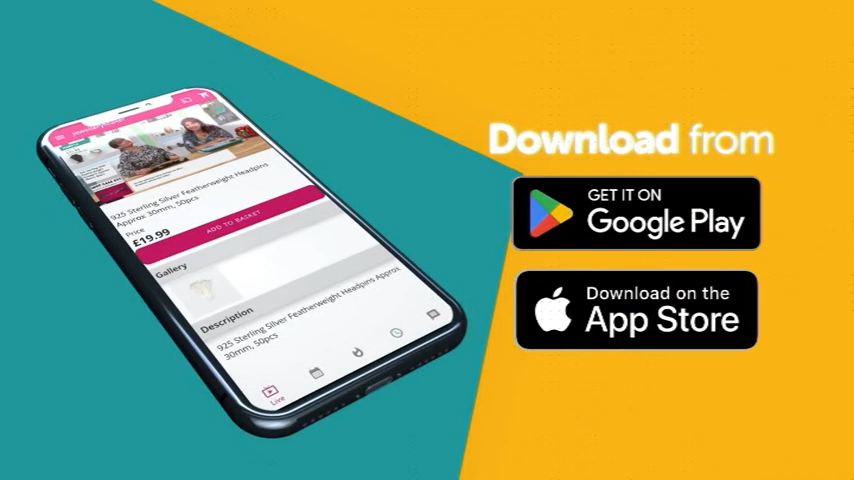 925 Sterling Silver Featherweight Headpins
Approx 30mm, 50pcs
Price
£19.99
ADD TO BASKET
Gallery
Description
925 Sterling Silver Featherweight Headpins Approx
30mm, 50pcs
Live
Download from
GET IT ON
Google Play
Download on the
App Store